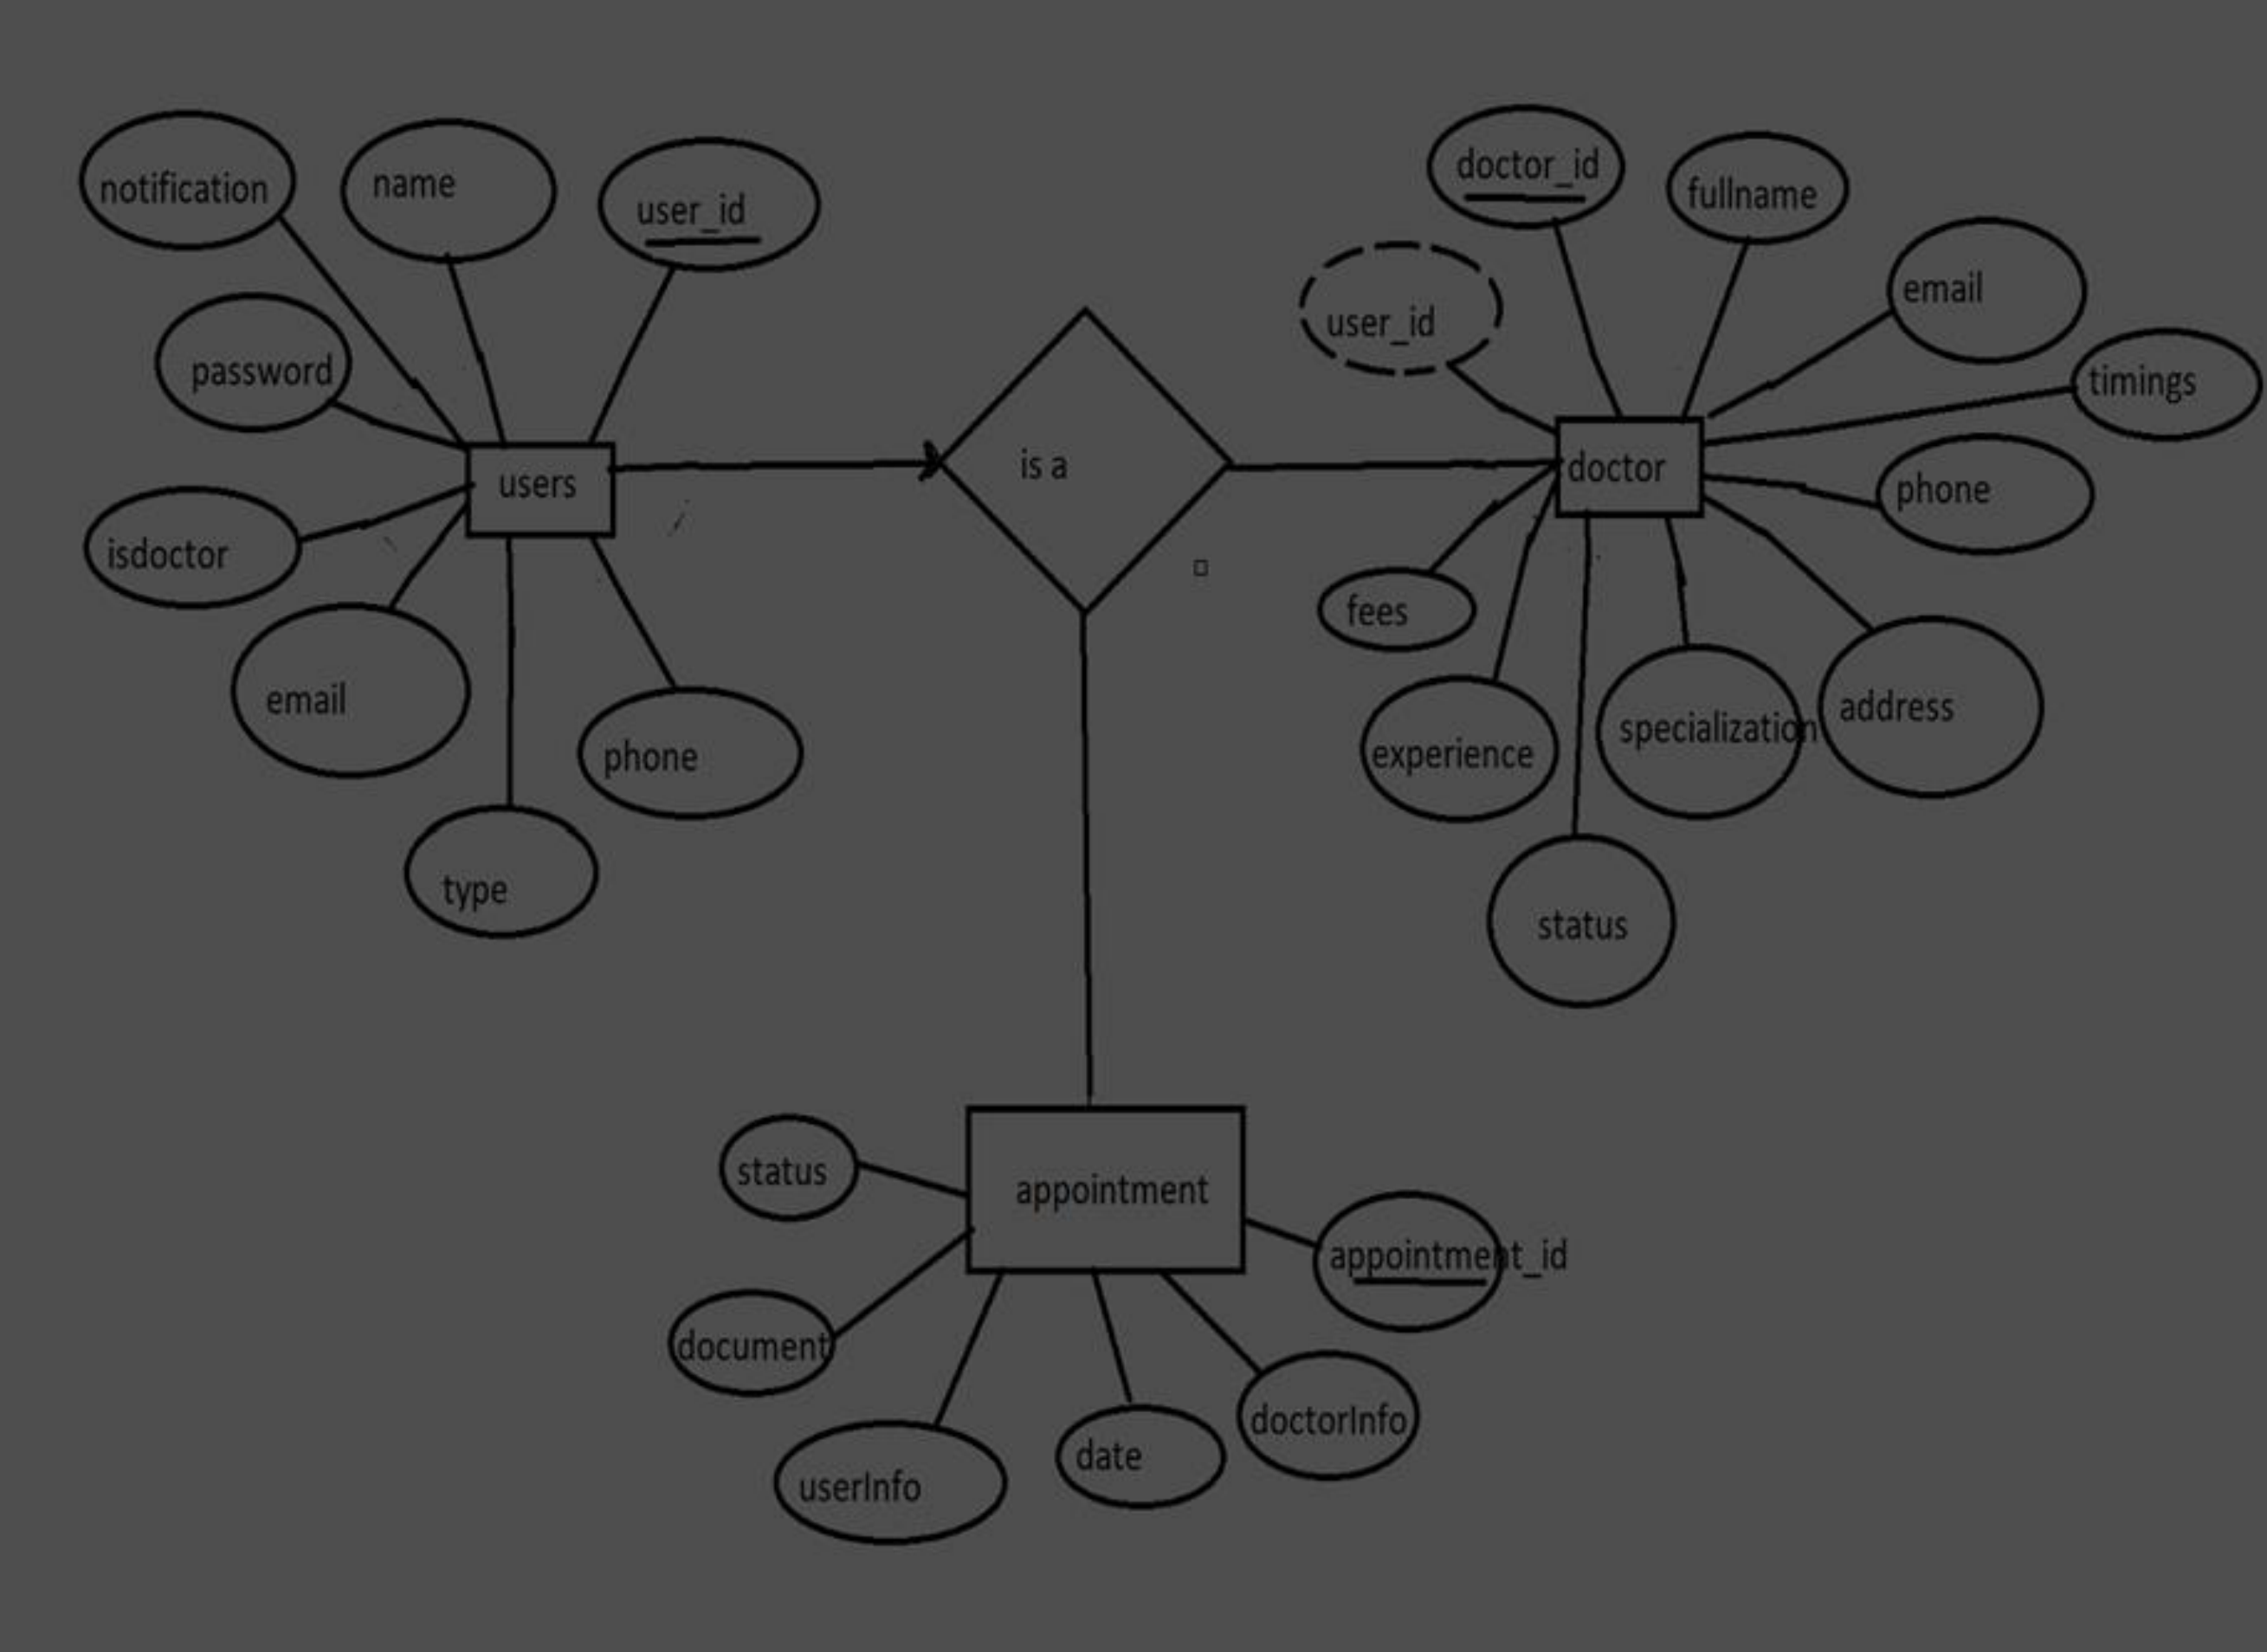 notification
name
user_id
password
users
isdoctor
email
phone
type
is a
doctor_id
fullname
user_id
email
timings
doctor
phone
fees
experience
specialization
address
status
appointment
status
appointment_id
document
userInfo
date
doctorInfo